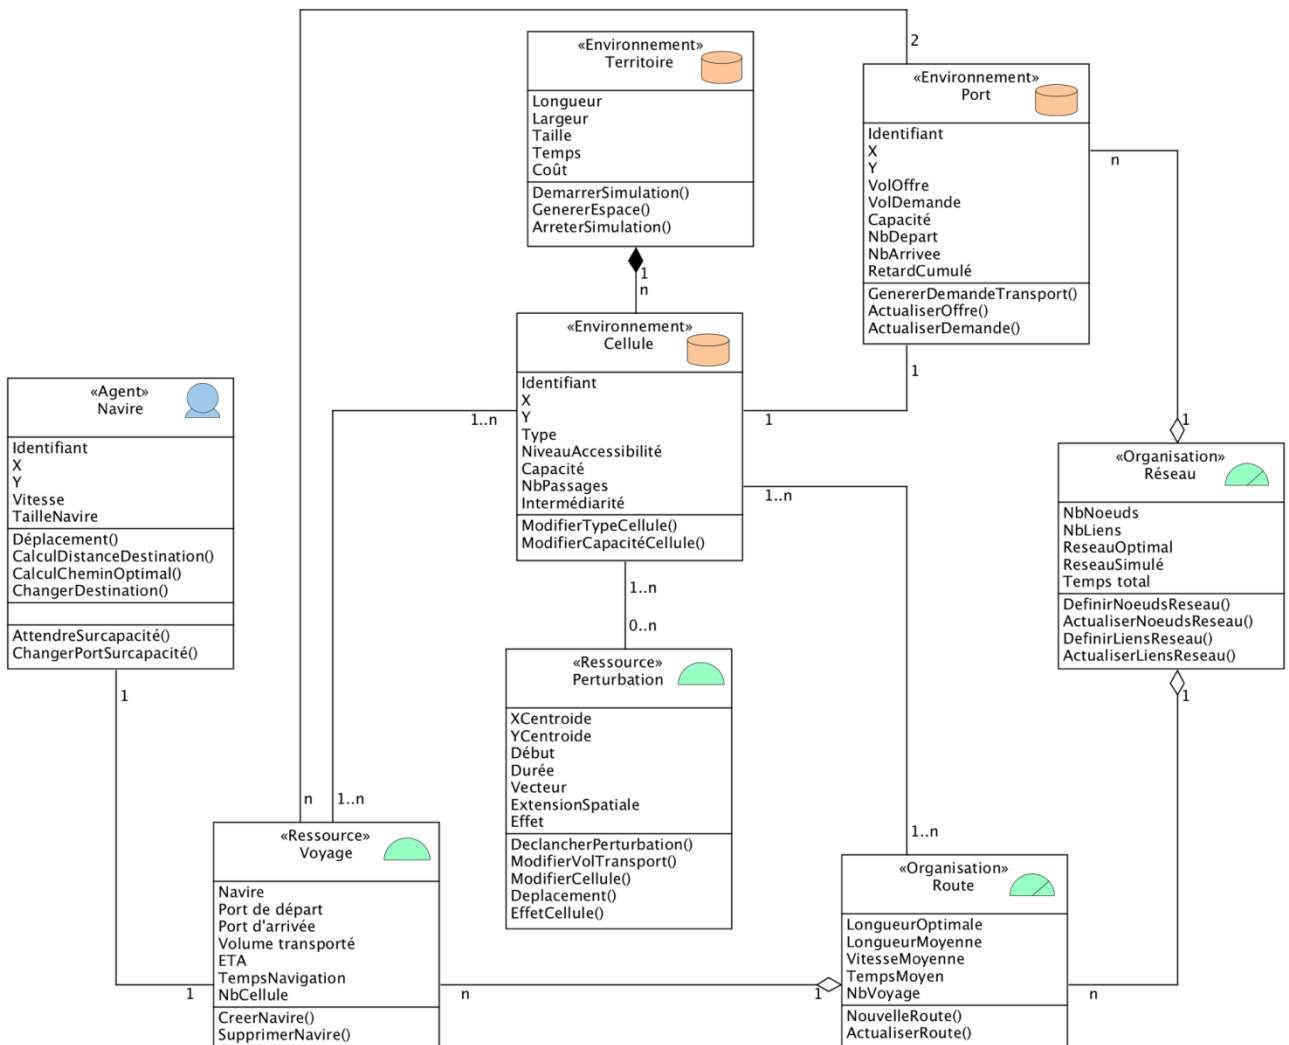 2
«Environnement»
Territoire
Longueur
Largeur
Taille
Temps
Coût
DemarrerSimulation()
GenererEspace()
ArreterSimulation()
1
n
«Environnement»
Port
Identifiant
X
Y
VolOffre
VolDemande
Capacité
NbDepart
NbArrivee
RetardCumulé
GenererDemandeTransport()
ActualiserOffre()
ActualiserDemande()
n
1
1
«Environnement»
Cellule
Identifiant
X
Y
Type
NiveauAccessibilité
Capacité
NbPassages
Intermédiarité
ModifierTypeCellule()
ModifierCapacitéCellule()
1..n
1..n
1..n
0..n
«Agent»
Navire
Identifiant
X
Y
Vitesse
TailleNavire
Déplacement()
CalculDistanceDestination()
CalculCheminOptimal()
ChangerDestination()
AttendreSurcapacité()
ChangerPortSurcapacité()
1
1
«Organisation»
Réseau
NbNoeuds
NbLiens
ReseauOptimal
ReseauSimulé
Temps total
DefinirNoeudsReseau()
ActualiserNoeudsReseau()
DefinirLiensReseau()
ActualiserLiensReseau()
1
«Ressource»
Perturbation
XCentroide
YCentroide
Début
Durée
Vecteur
ExtensionSpatiale
Effet
DeclancherPerturbation()
ModifierVolTransport()
ModifierCellule()
Deplacement()
EffetCellule()
n
1..n
«Ressource»
Voyage
Navire
Port de départ
Port d'arrivée
Volume transporté
ETA
TempsNavigation
NbCellule
CreerNavire()
SupprimerNavire()
1
n
1
1..n
«Organisation»
Route
LongueurOptimale
LongueurMoyenne
VitesseMoyenne
TempsMoyen
NbVoyage
NouvelleRoute()
ActualiserRoute()
n